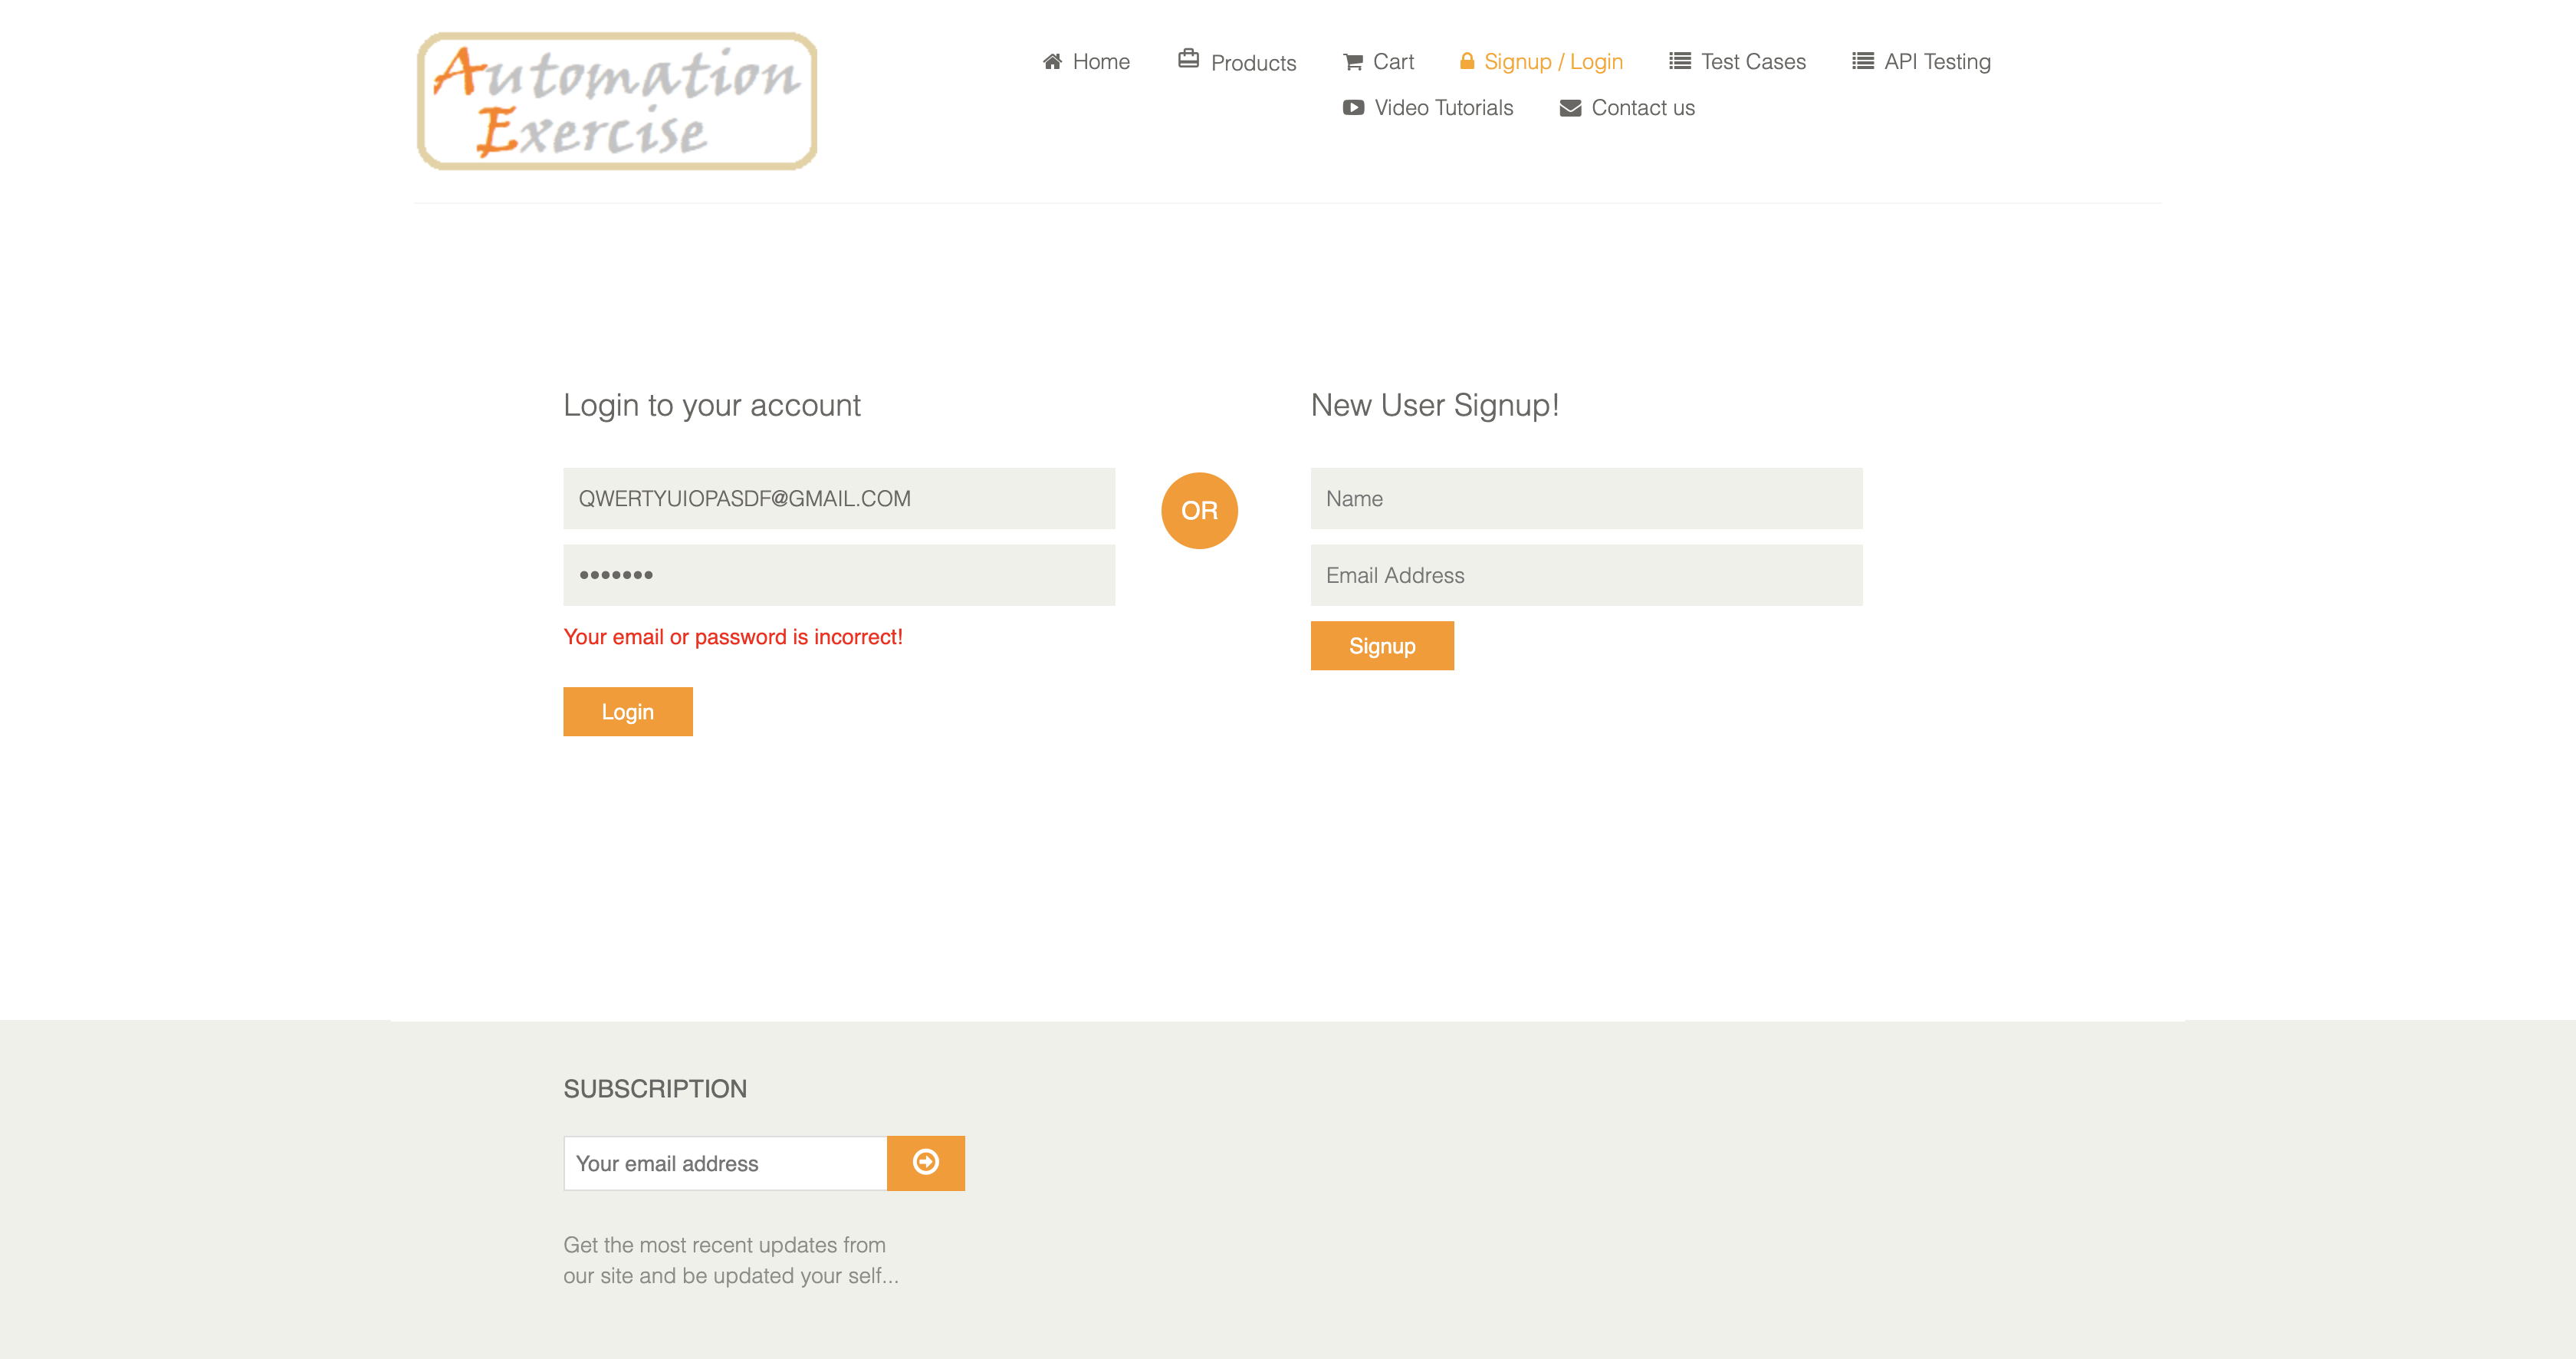 Automation
Exercise
Home Products Cart Signup / Login Test Cases API Testing
Video Tutorials Contact us
Login to your account
QWERTYUIOPASDF@GMAIL.COM
•••••••
Your email or password is incorrect!
Login
OR
New User Signup!
Name
Email Address
Signup
SUBSCRIPTION
Your email address
Get the most recent updates from
our site and be updated your self...